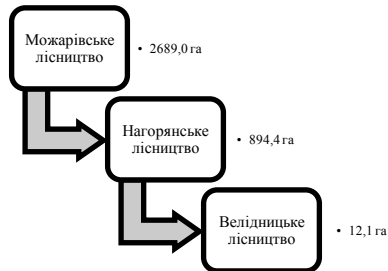 Можарівське
лісництво
• 2689,0 га
Нагорянське
лісництво
• 894,4 га
Велідницьке
лісництво
• 12,1 га